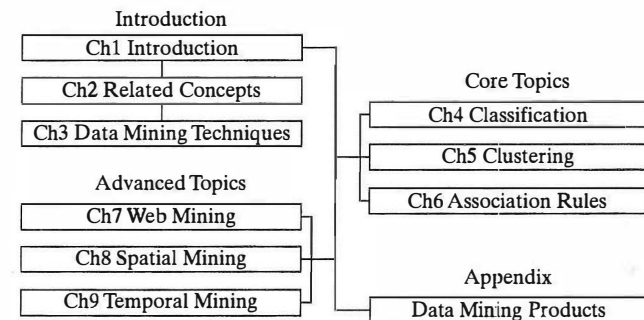 Introduction
Ch1 Introduction
Ch2 Related Concepts
Ch3 Data Mining Techniques
Advanced Topics
Ch7 Web Mining
Ch8 Spatial Mining
Ch9 Temporal Mining
Core Topics
Ch4 Classification
Ch5 Clustering
Ch6 Association Rules
Appendix
Data Mining Products